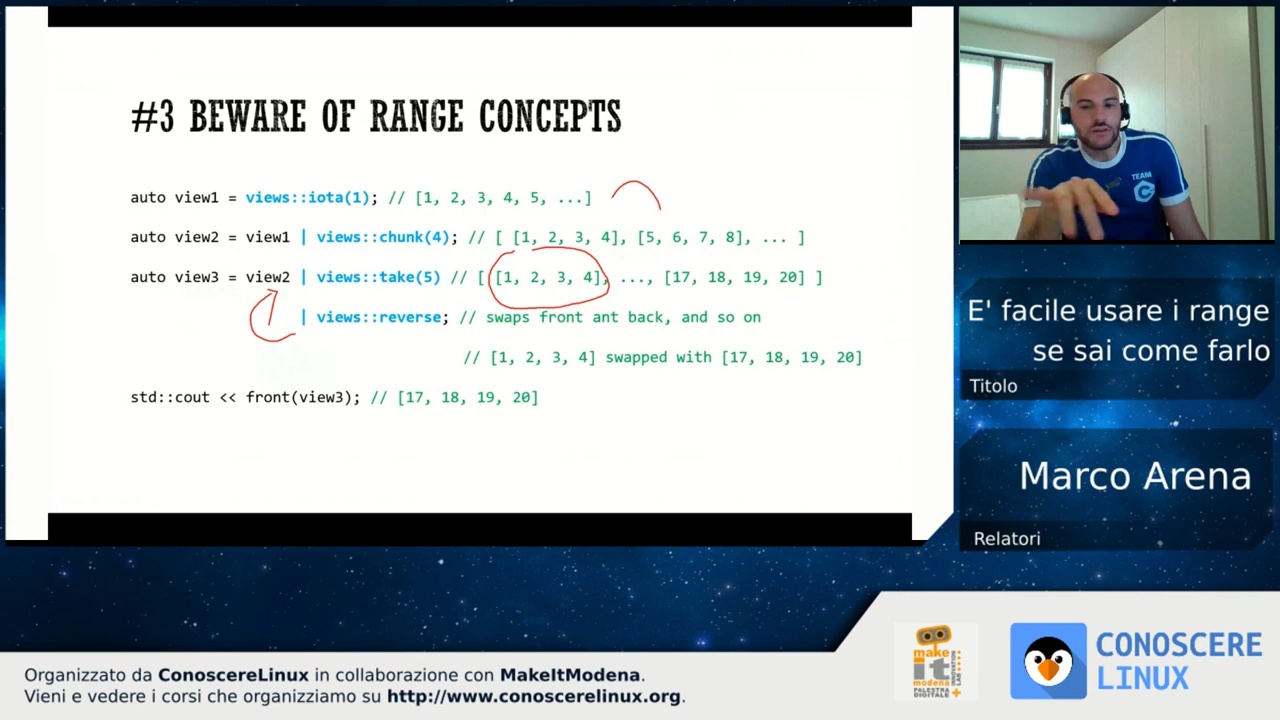 #3 BEWARE OF RANGE CONCEPTS
auto view1 = views::iota(1); // [1, 2, 3, 4, 5, ...]
auto view2 = view1 | views::chunk(4); // [ [1, 2, 3, 4], [5, 6, 7, 8], ... ]
auto view3 = view2 | views::take(5) // [ [1, 2, 3, 4], ..., [17, 18, 19, 20] ]
| views::reverse; // swaps front ant back, and so on
// [1, 2, 3, 4] swapped with [17, 18, 19, 20]
std::cout << front(view3); // [17, 18, 19, 20]
TEAM
E' facile usare i range
se sai come farlo
Titolo
Marco Arena
Relatori
make
it
modena
PALESTRA
DIGITALE
INNOVATION
LAB
CONOSCERE
LINUX
Organizzato da ConoscereLinux in collaborazione con MakeItModena.
Vieni e vedere i corsi che organizziamo su http://www.conoscerelinux.org.